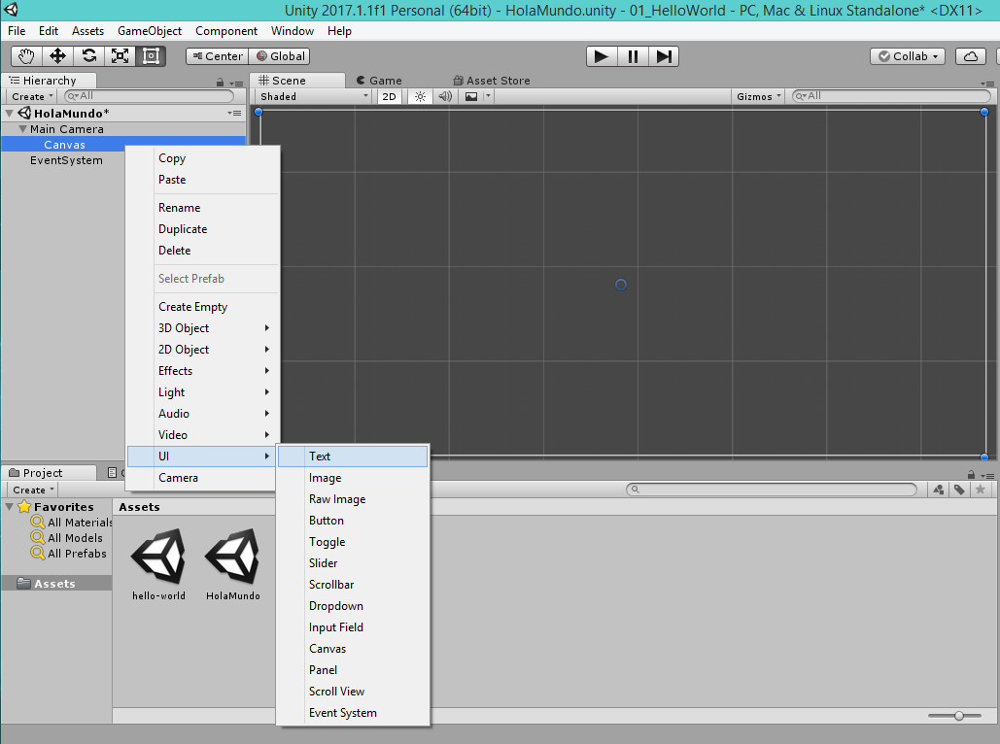 Unity 2017.1.1f1 Personal (64bit) - HolaMundo.unity - 01_HelloWorld - PC, Mac & Linux Standalone* <DX11>
File Edit Assets GameObject Component Window Help
Center Global Collab
Hierarchy Scene Game Asset Store
Create All Shaded 2D Gizmos All
HolaMundo*
Main Camera
Canvas
EventSystem
Copy
Paste
Rename
Duplicate
Delete
Select Prefab
Create Empty
3D Object
2D Object
Effects
Light
Audio
Video
UI
Camera
Text
Image
Raw Image
Button
Toggle
Slider
Scrollbar
Dropdown
Input Field
Canvas
Panel
Scroll View
Event System
Project
Create
Favorites
All Materials
All Models
All Prefabs
Assets
Assets
hello-world HolaMundo